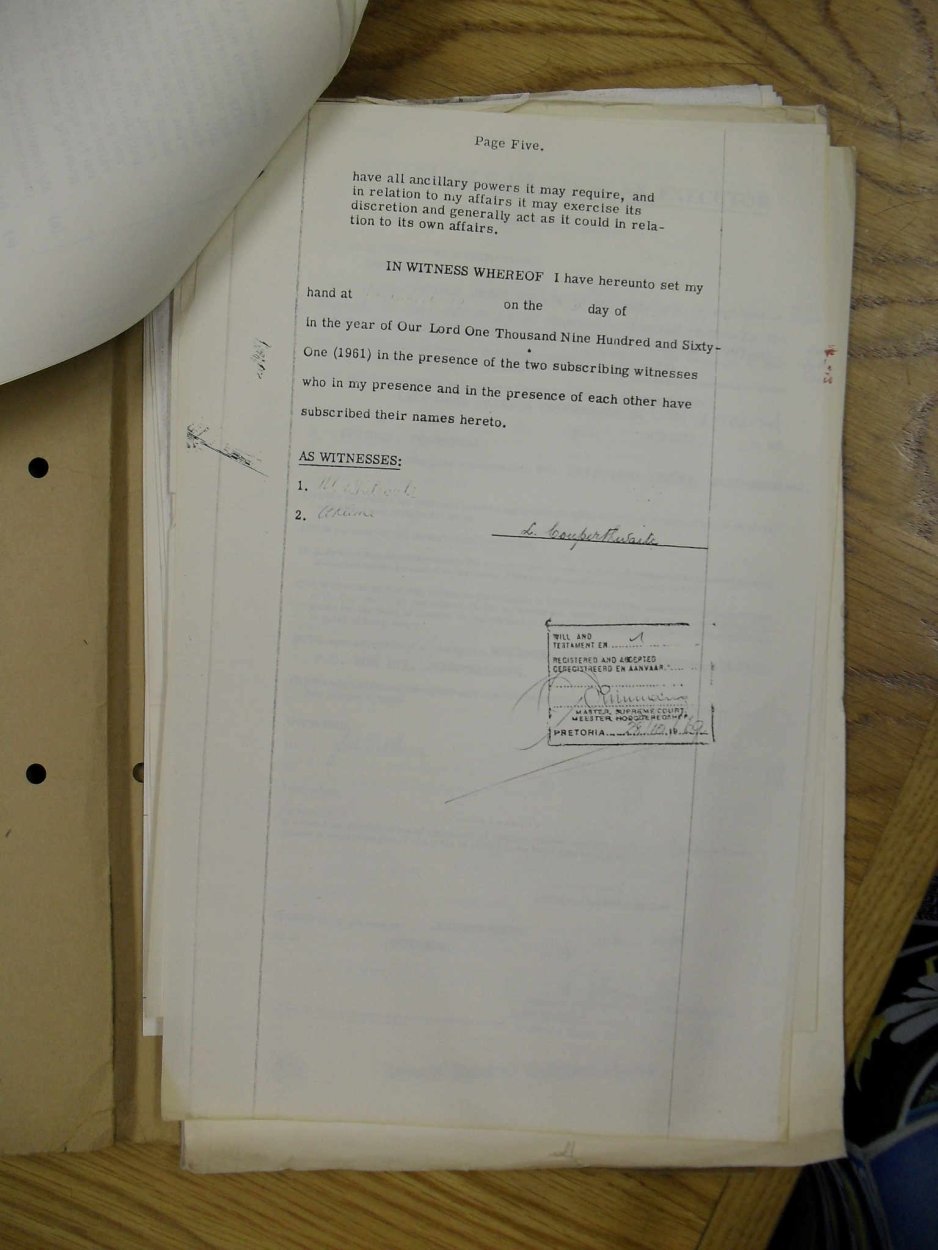 Page Five.
have all ancillary powers it may require, and
in relation to my affairs it may exercise its
discretion and generally act as it could in rela-
tion to its own affairs.
IN WITNESS WHEREOF I have hereunto set my
hand at on the day of
in the year of Our Lord One Thousand Nine Hundred and Sixty-
One (1961) in the presence of the two subscribing witnesses
who in my presence and in the presence of each other have
subscribed their names hereto.
AS WITNESSES:
1.
2.
L. Couperthwaite
WILL AND
TESTAMENT EN
REGISTERED AND ACCEPTED
GEREGISTREERD EN AANVAAR
MASTER, SUPREME COURT
MEESTER, HOOGGEREGSHOF
PRETORIA 19 69